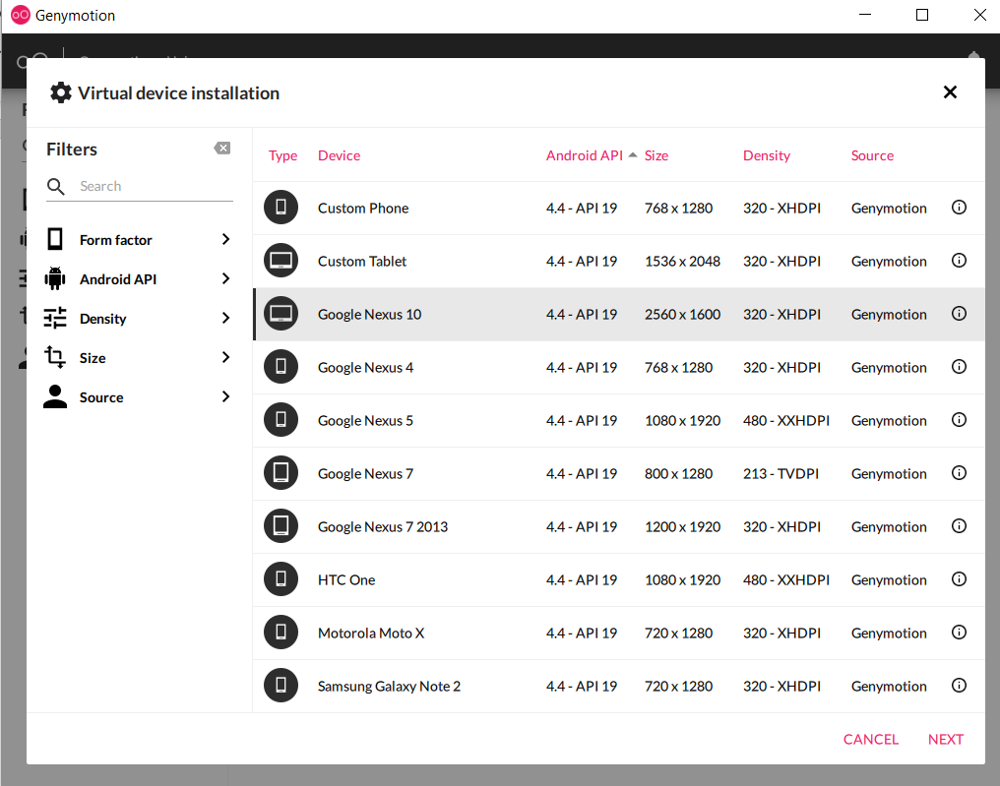 Genymotion
Virtual device installation
Filters
Search
Form factor
Android API
Density
Size
Source
Type Device Android API Size Density Source
Custom Phone 4.4 - API 19 768 x 1280 320 - XHDPI Genymotion
Custom Tablet 4.4 - API 19 1536 x 2048 320 - XHDPI Genymotion
Google Nexus 10 4.4 - API 19 2560 x 1600 320 - XHDPI Genymotion
Google Nexus 4 4.4 - API 19 768 x 1280 320 - XHDPI Genymotion
Google Nexus 5 4.4 - API 19 1080 x 1920 480 - XXHDPI Genymotion
Google Nexus 7 4.4 - API 19 800 x 1280 213 - TVDPI Genymotion
Google Nexus 7 2013 4.4 - API 19 1200 x 1920 320 - XHDPI Genymotion
HTC One 4.4 - API 19 1080 x 1920 480 - XXHDPI Genymotion
Motorola Moto X 4.4 - API 19 720 x 1280 320 - XHDPI Genymotion
Samsung Galaxy Note 2 4.4 - API 19 720 x 1280 320 - XHDPI Genymotion
CANCEL NEXT